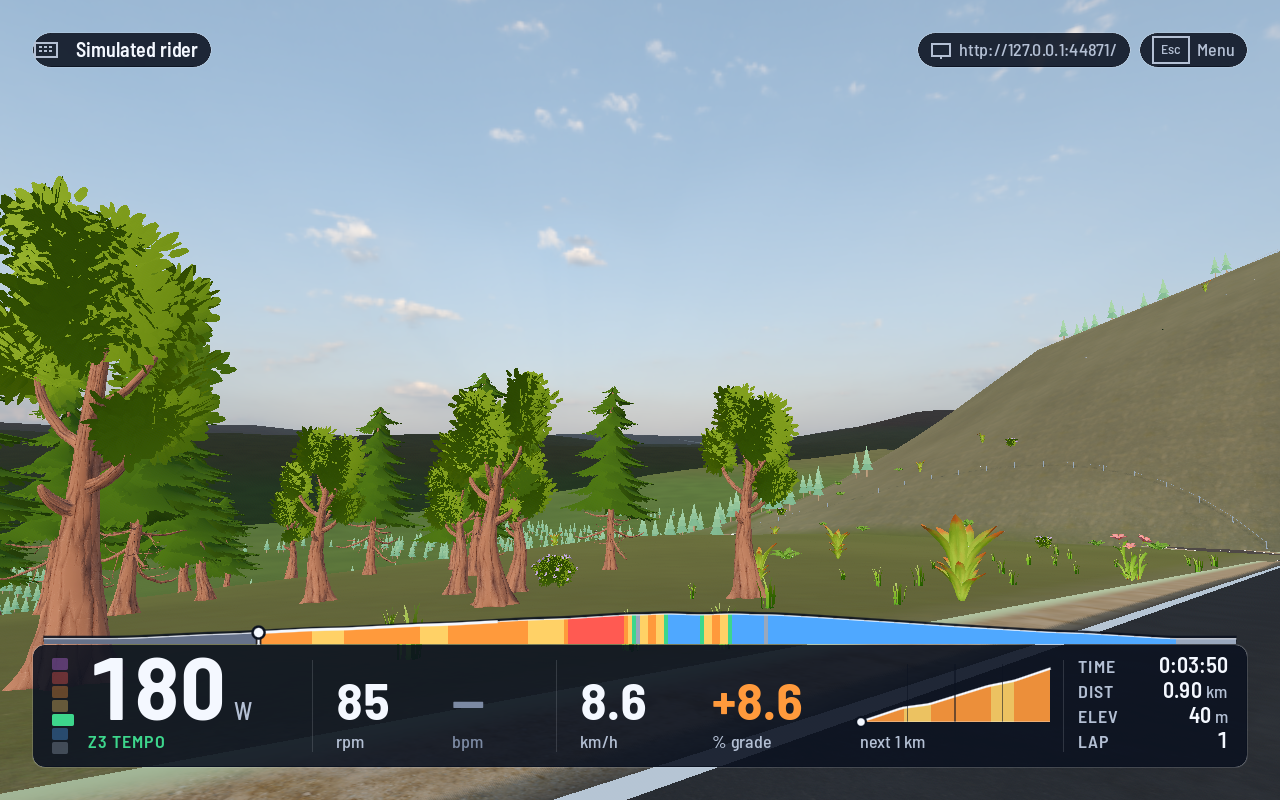 Simulated rider
http://127.0.0.1:44871/
Esc Menu
180 W
Z3 TEMPO
85
rpm
—
bpm
8.6
km/h
+8.6
% grade
next 1 km
TIME 0:03:50
DIST 0.90 km
ELEV 40 m
LAP 1